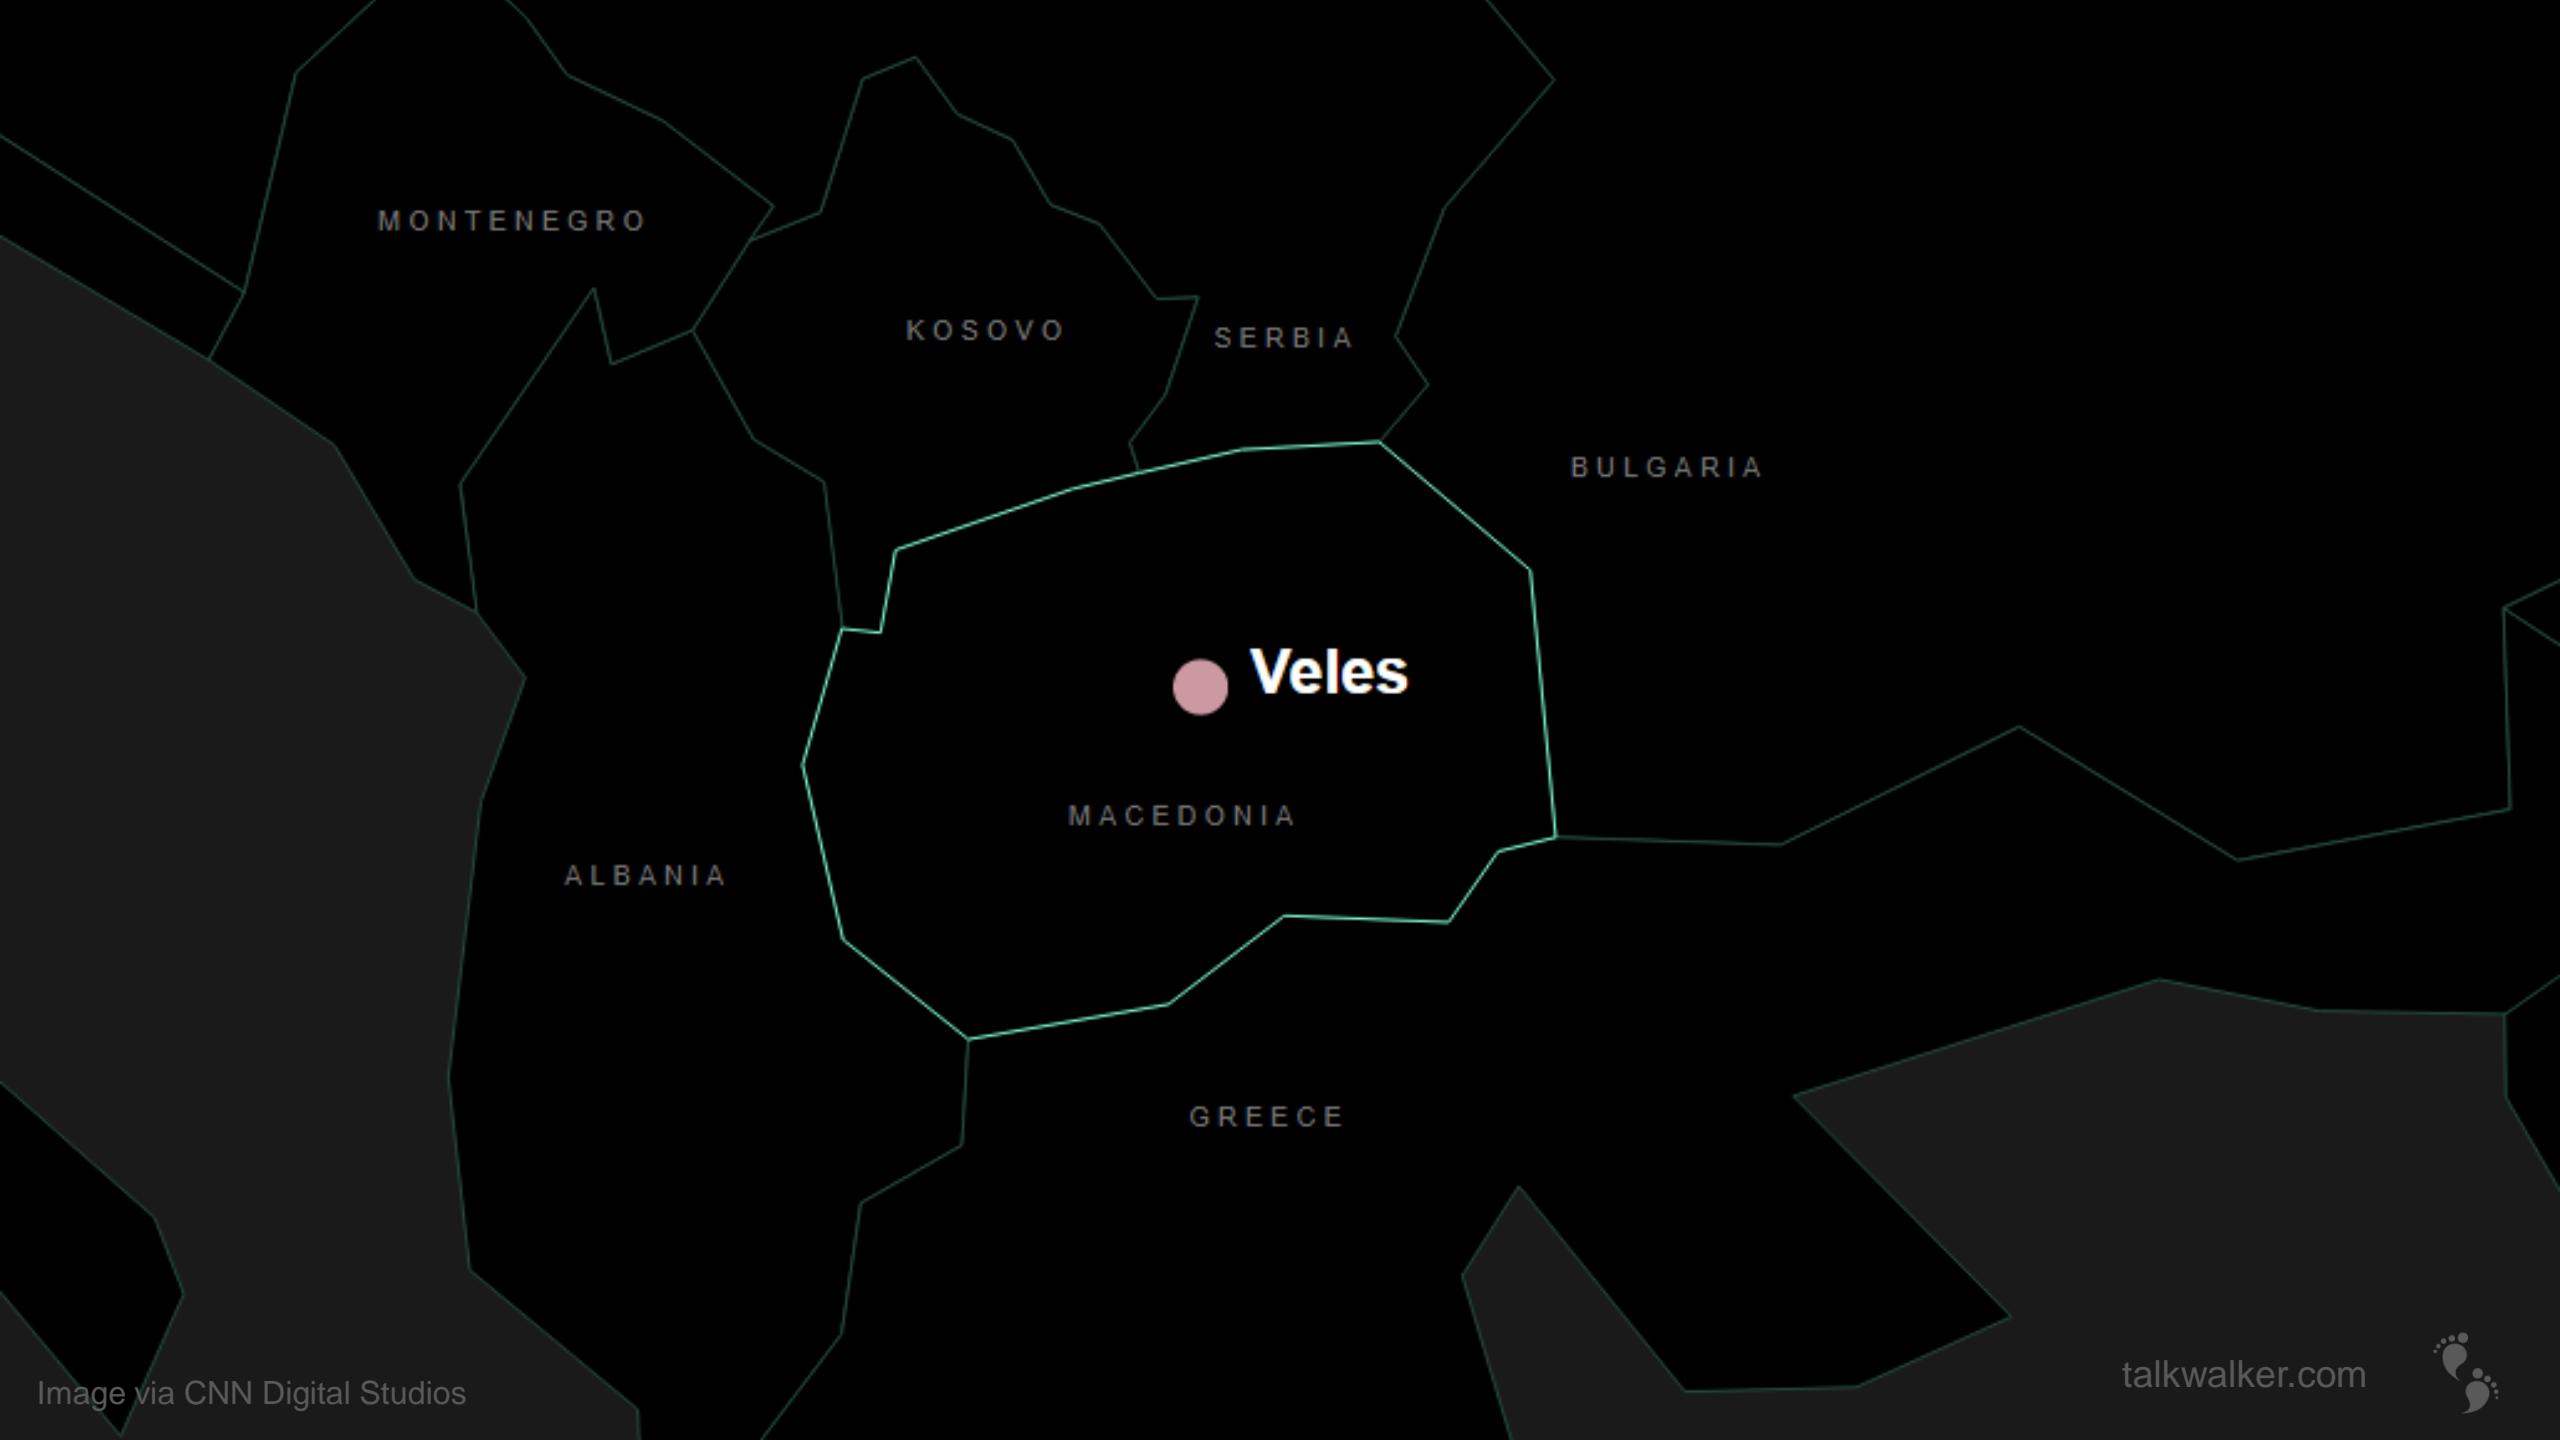 MONTENEGRO
KOSOVO
SERBIA
BULGARIA
Veles
MACEDONIA
ALBANIA
GREECE
Image via CNN Digital Studios
talkwalker.com